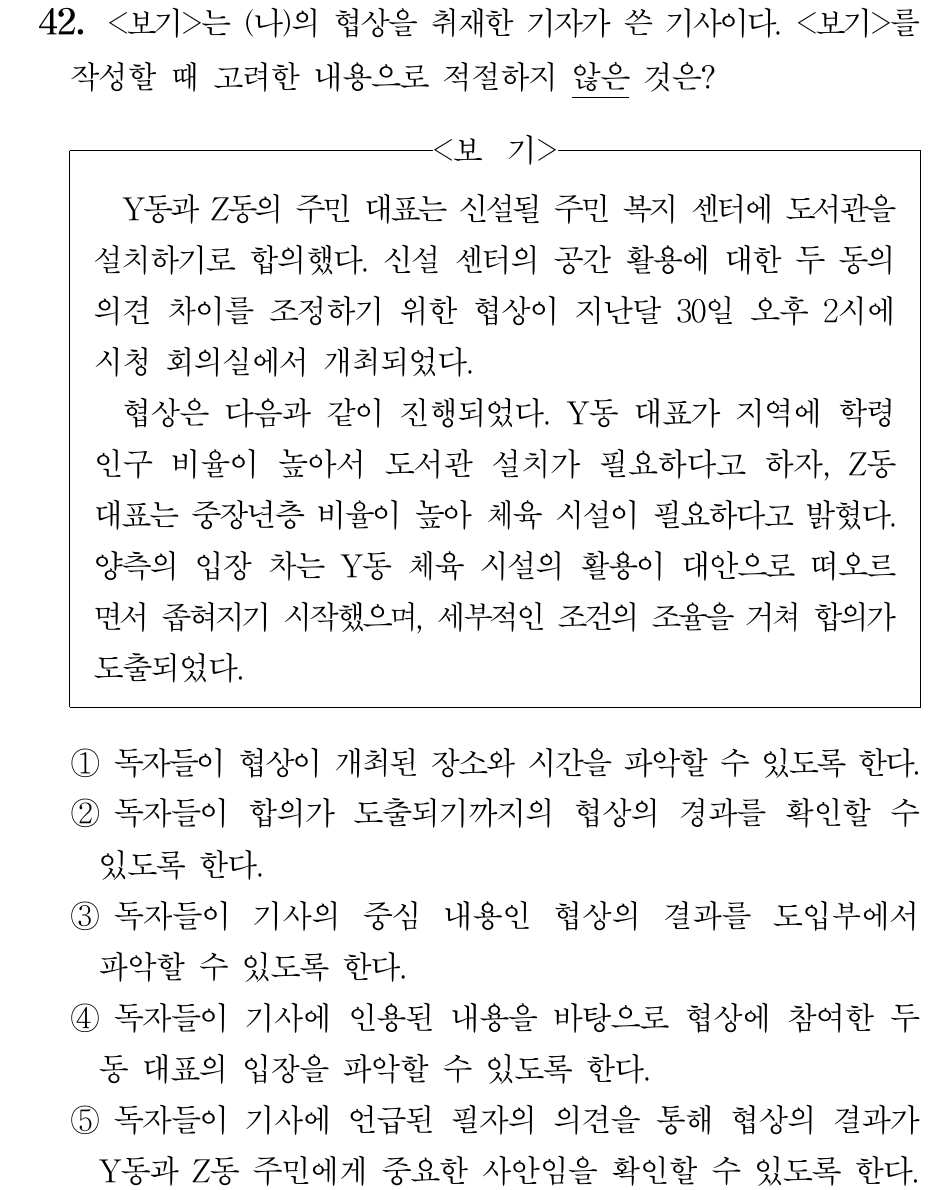 42. <보기>는 (나)의 협상을 취재한 기자가 쓴 기사이다. <보기>를
작성할 때 고려한 내용으로 적절하지 않은 것은?
<보 기>
Y동과 Z동의 주민 대표는 신설될 주민 복지 센터에 도서관을
설치하기로 합의했다. 신설 센터의 공간 활용에 대한 두 동의
의견 차이를 조정하기 위한 협상이 지난달 30일 오후 2시에
시청 회의실에서 개최되었다.
협상은 다음과 같이 진행되었다. Y동 대표가 지역에 학령
인구 비율이 높아서 도서관 설치가 필요하다고 하자, Z동
대표는 중장년층 비율이 높아 체육 시설이 필요하다고 밝혔다.
양측의 입장 차는 Y동 체육 시설의 활용이 대안으로 떠오르
면서 좁혀지기 시작했으며, 세부적인 조건의 조율을 거쳐 합의가
도출되었다.
① 독자들이 협상이 개최된 장소와 시간을 파악할 수 있도록 한다.
② 독자들이 합의가 도출되기까지의 협상의 경과를 확인할 수
있도록 한다.
③ 독자들이 기사의 중심 내용인 협상의 결과를 도입부에서
파악할 수 있도록 한다.
④ 독자들이 기사에 인용된 내용을 바탕으로 협상에 참여한 두
동 대표의 입장을 파악할 수 있도록 한다.
⑤ 독자들이 기사에 언급된 필자의 의견을 통해 협상의 결과가
Y동과 Z동 주민에게 중요한 사안임을 확인할 수 있도록 한다.